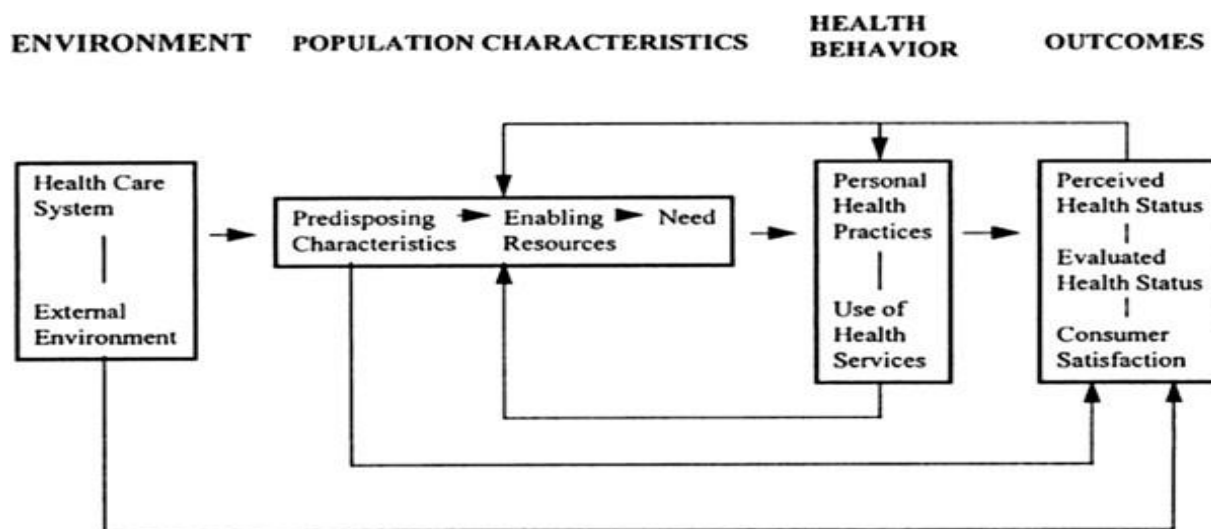 ENVIRONMENT
POPULATION CHARACTERISTICS
HEALTH
BEHAVIOR
OUTCOMES
Health Care
System
External
Environment
Predisposing
Characteristics
Enabling
Resources
Need
Personal
Health
Practices
Use of
Health
Services
Perceived
Health Status
Evaluated
Health Status
Consumer
Satisfaction